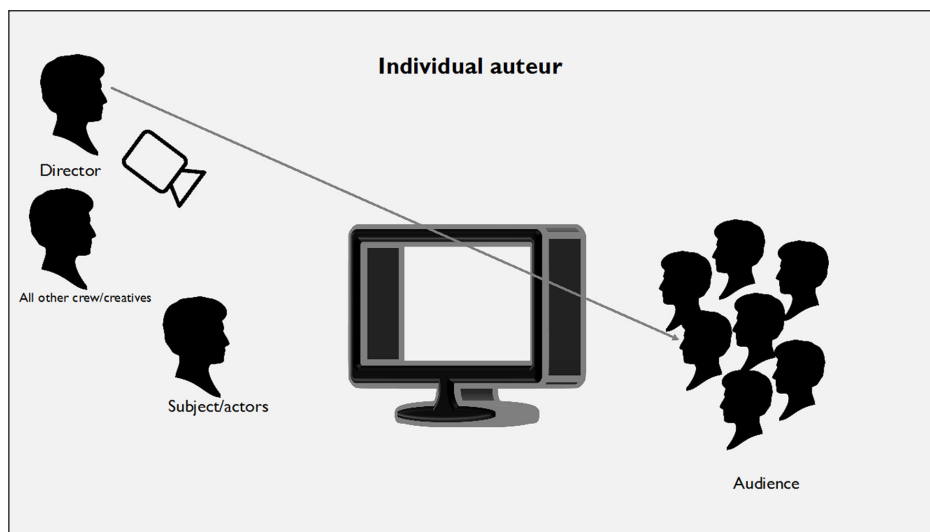 Individual auteur
Director
All other crew/creatives
Subject/actors
Audience